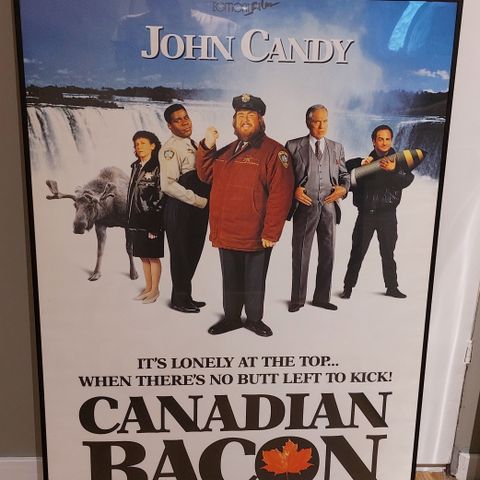 JOHN CANDY
IT'S LONELY AT THE TOP...
WHEN THERE'S NO BUTT LEFT TO KICK!
CANADIAN
BACON